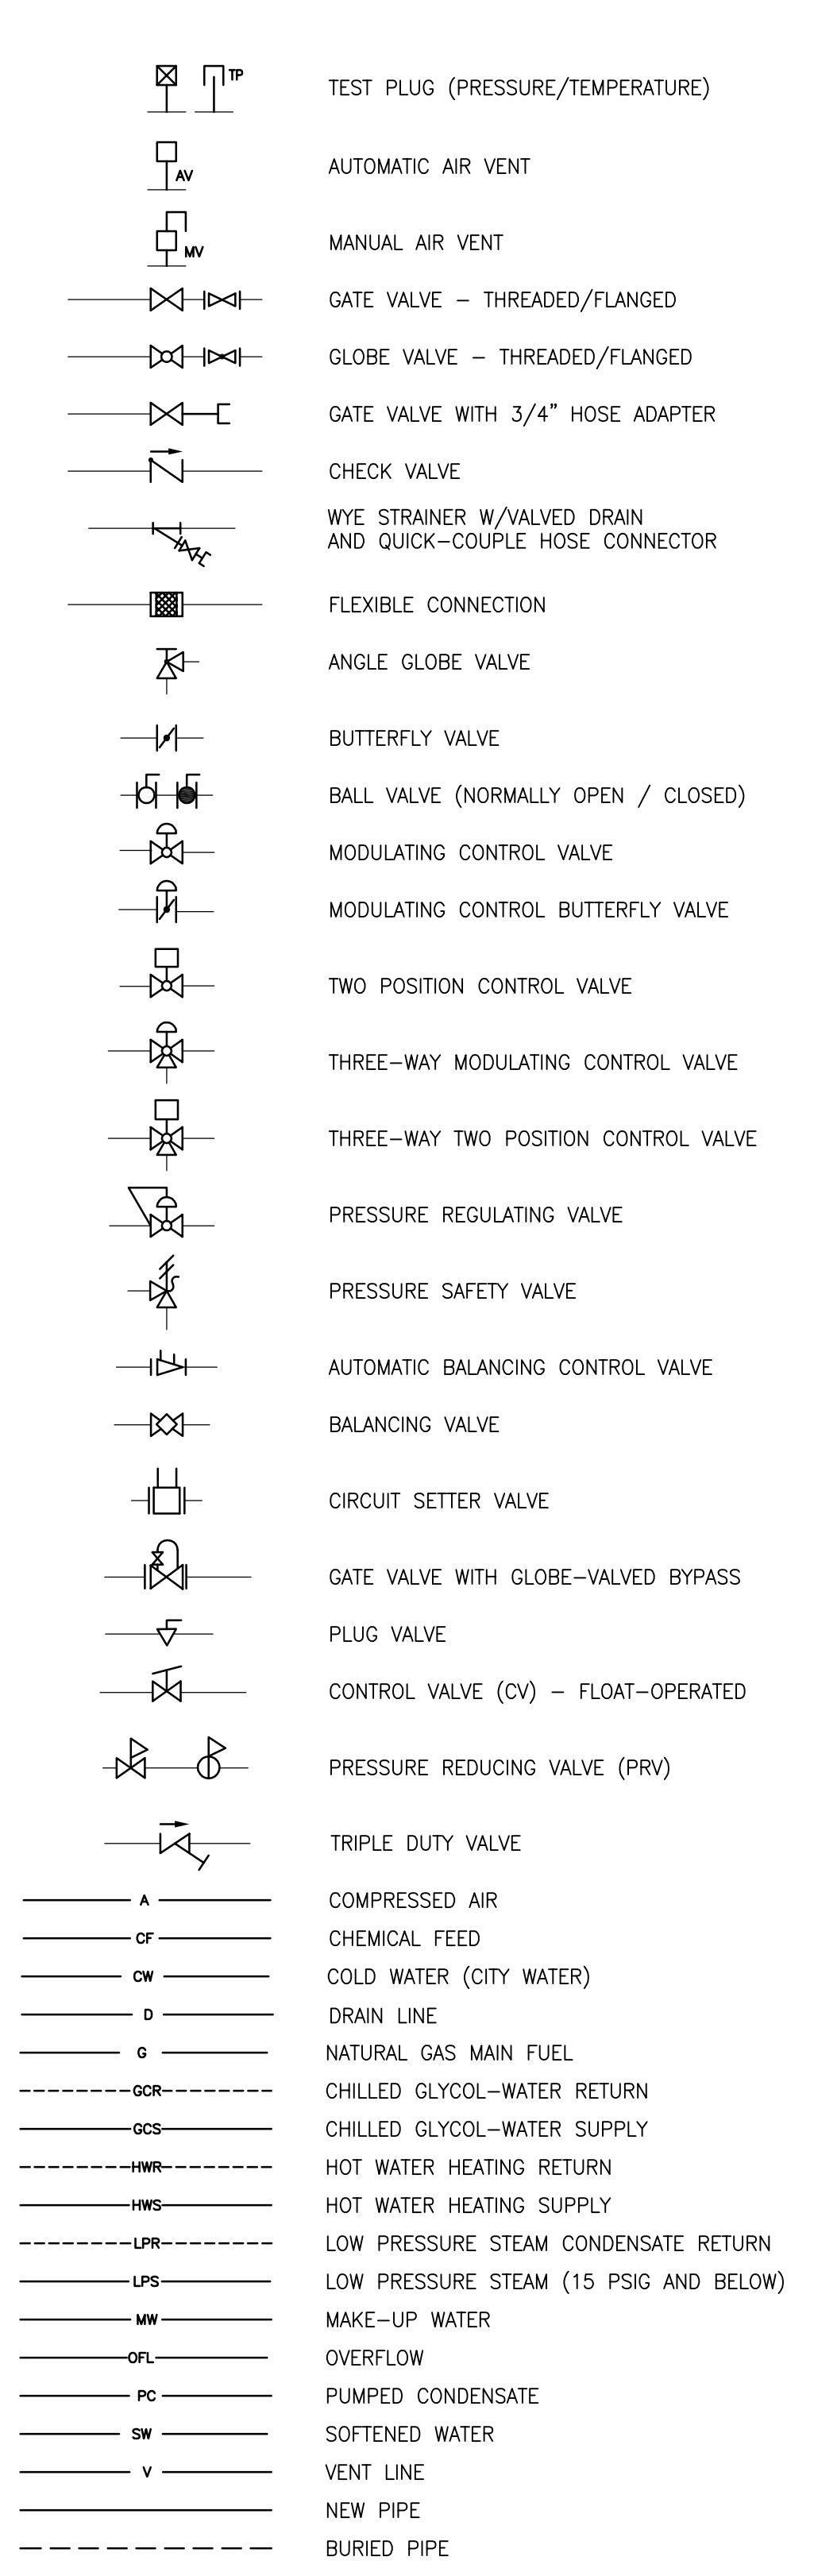 TP TEST PLUG (PRESSURE/TEMPERATURE)
AV AUTOMATIC AIR VENT
MV MANUAL AIR VENT
GATE VALVE – THREADED/FLANGED
GLOBE VALVE – THREADED/FLANGED
GATE VALVE WITH 3/4” HOSE ADAPTER
CHECK VALVE
WYE STRAINER W/VALVED DRAIN
AND QUICK–COUPLE HOSE CONNECTOR
FLEXIBLE CONNECTION
ANGLE GLOBE VALVE
BUTTERFLY VALVE
BALL VALVE (NORMALLY OPEN / CLOSED)
MODULATING CONTROL VALVE
MODULATING CONTROL BUTTERFLY VALVE
TWO POSITION CONTROL VALVE
THREE–WAY MODULATING CONTROL VALVE
THREE–WAY TWO POSITION CONTROL VALVE
PRESSURE REGULATING VALVE
PRESSURE SAFETY VALVE
AUTOMATIC BALANCING CONTROL VALVE
BALANCING VALVE
CIRCUIT SETTER VALVE
GATE VALVE WITH GLOBE–VALVED BYPASS
PLUG VALVE
CONTROL VALVE (CV) – FLOAT–OPERATED
PRESSURE REDUCING VALVE (PRV)
TRIPLE DUTY VALVE
A COMPRESSED AIR
CF CHEMICAL FEED
CW COLD WATER (CITY WATER)
D DRAIN LINE
G NATURAL GAS MAIN FUEL
GCR CHILLED GLYCOL–WATER RETURN
GCS CHILLED GLYCOL–WATER SUPPLY
HWR HOT WATER HEATING RETURN
HWS HOT WATER HEATING SUPPLY
LPR LOW PRESSURE STEAM CONDENSATE RETURN
LPS LOW PRESSURE STEAM (15 PSIG AND BELOW)
MW MAKE–UP WATER
OFL OVERFLOW
PC PUMPED CONDENSATE
SW SOFTENED WATER
V VENT LINE
NEW PIPE
BURIED PIPE